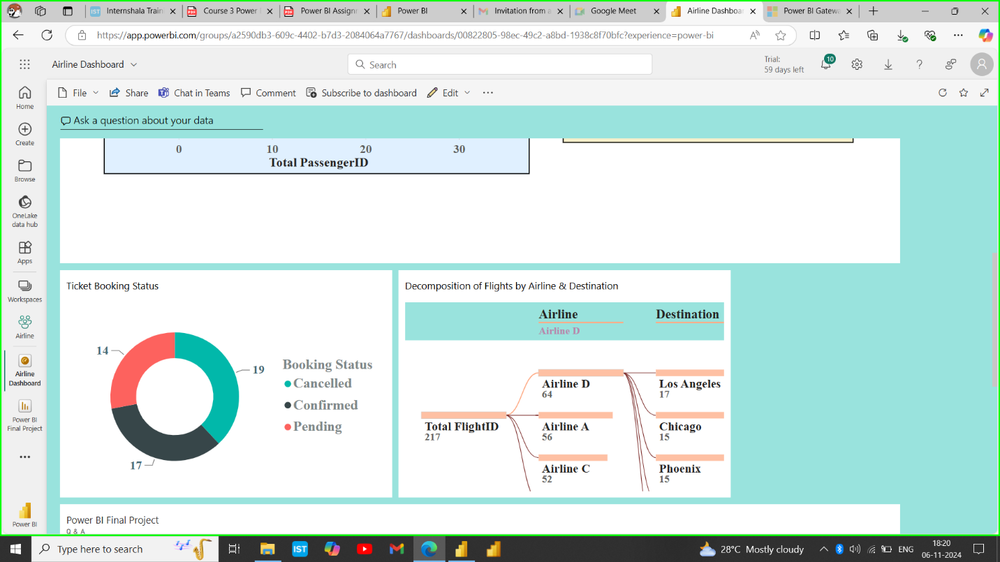 Internshala Train
Course 3 Power
Power BI Assignr
Power BI
Invitation from a
Google Meet
Airline Dashboar
Power BI Gatewa
https://app.powerbi.com/groups/a2590db3-609c-4402-b7d3-2084064a7767/dashboards/00822805-98ec-49c2-a8bd-1938c8f70bfc?experience=power-bi
Airline Dashboard
Search
Trial:
59 days left
10
File
Share
Chat in Teams
Comment
Subscribe to dashboard
Edit
Home
Create
Browse
OneLake
data hub
Apps
Workspaces
Airline
Airline
Dashboard
Power BI
Final Project
Power BI
Ask a question about your data
0 10 20 30
Total PassengerID
Ticket Booking Status
14
19
17
Booking Status
Cancelled
Confirmed
Pending
Decomposition of Flights by Airline & Destination
Airline Destination
Airline D
Total FlightID
217
Airline D
64
Airline A
56
Airline C
52
Los Angeles
17
Chicago
15
Phoenix
15
Power BI Final Project
Q & A
Type here to search
IST
28°C Mostly cloudy
ENG
18:20
06-11-2024